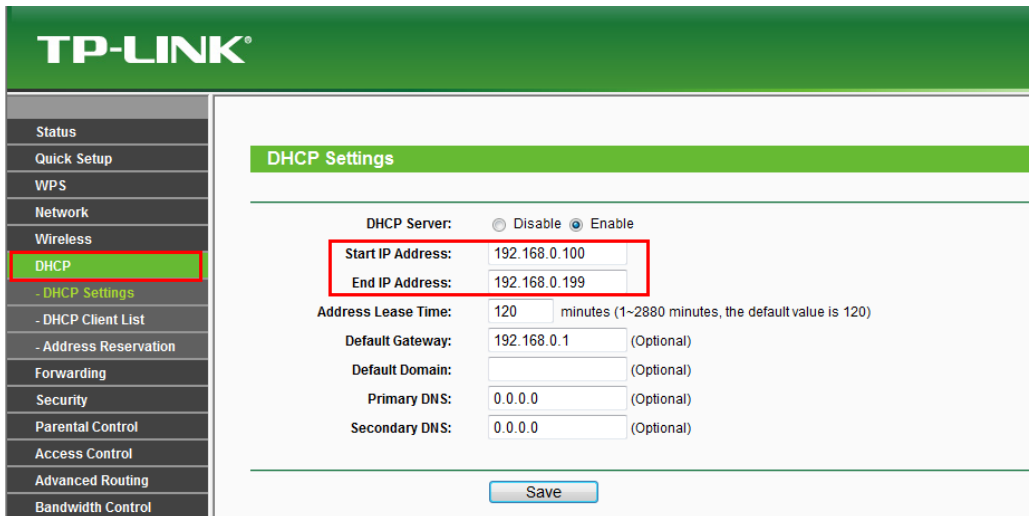 TP-LINK®
Status
Quick Setup
WPS
Network
Wireless
DHCP
- DHCP Settings
- DHCP Client List
- Address Reservation
Forwarding
Security
Parental Control
Access Control
Advanced Routing
Bandwidth Control
DHCP Settings
DHCP Server: Disable Enable
Start IP Address: 192.168.0.100
End IP Address: 192.168.0.199
Address Lease Time: 120 minutes (1~2880 minutes, the default value is 120)
Default Gateway: 192.168.0.1 (Optional)
Default Domain: (Optional)
Primary DNS: 0.0.0.0 (Optional)
Secondary DNS: 0.0.0.0 (Optional)
Save